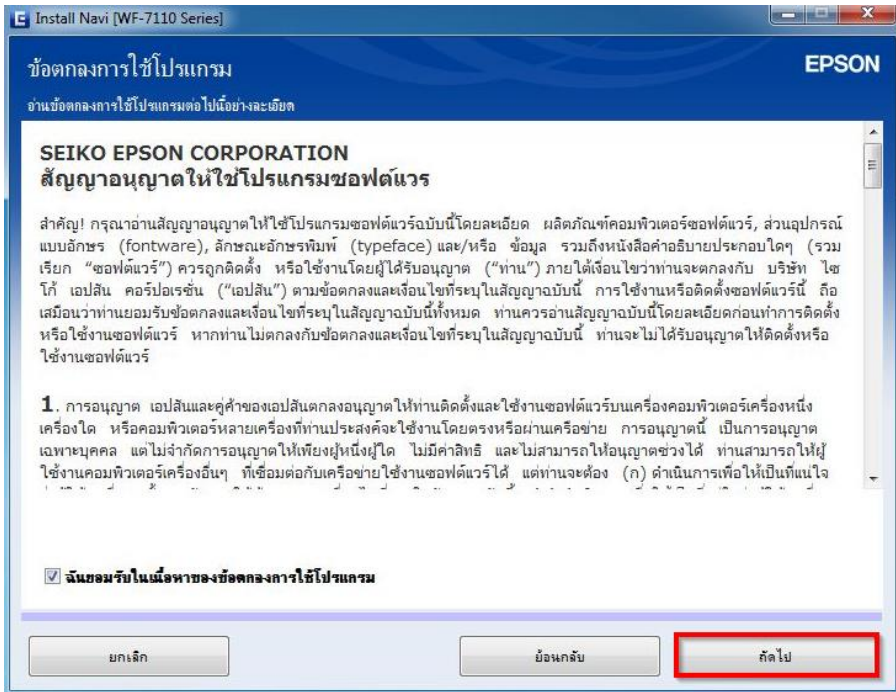 Install Navi [WF-7110 Series]
ข้อตกลงการใช้โปรแกรม
EPSON
อ่านข้อตกลงการใช้โปรแกรมต่อไปนี้อย่างละเอียด
SEIKO EPSON CORPORATION
สัญญาอนุญาตให้ใช้โปรแกรมซอฟต์แวร
สำคัญ! กรุณาอ่านสัญญาอนุญาตให้ใช้โปรแกรมซอฟต์แวร์ฉบับนี้โดยละเอียด ผลิตภัณฑ์คอมพิวเตอร์ซอฟต์แวร์, ส่วนอุปกรณ์
แบบอักษร (fontware), ลักษณะอักษรพิมพ์ (typeface) และ/หรือ ข้อมูล รวมถึงหนังสือคำอธิบายประกอบใดๆ (รวม
เรียก “ซอฟต์แวร์”) ควรถูกติดตั้ง หรือใช้งานโดยผู้ได้รับอนุญาต (“ท่าน”) ภายใต้เงื่อนไขว่าท่านจะตกลงกับ บริษัท ไซ
โก้ เอปสัน คอร์ปอเรชั่น (“เอปสัน”) ตามข้อตกลงและเงื่อนไขที่ระบุในสัญญาฉบับนี้ การใช้งานหรือติดตั้งซอฟต์แวร์นี้ ถือ
เสมือนว่าท่านยอมรับข้อตกลงและเงื่อนไขที่ระบุในสัญญาฉบับนี้ทั้งหมด ท่านควรอ่านสัญญาฉบับนี้โดยละเอียดก่อนทำการติดตั้ง
หรือใช้งานซอฟต์แวร์ หากท่านไม่ตกลงกับข้อตกลงและเงื่อนไขที่ระบุในสัญญาฉบับนี้ ท่านจะไม่ได้รับอนุญาตให้ติดตั้งหรือ
ใช้งานซอฟต์แวร์
1. การอนุญาต เอปสันและคู่ค้าของเอปสันตกลงอนุญาตให้ท่านติดตั้งและใช้งานซอฟต์แวร์บนเครื่องคอมพิวเตอร์เครื่องหนึ่ง
เครื่องใด หรือคอมพิวเตอร์หลายเครื่องที่ท่านประสงค์จะใช้งานโดยตรงหรือผ่านเครือข่าย การอนุญาตนี้ เป็นการอนุญาต
เฉพาะบุคคล แต่ไม่จำกัดการอนุญาตให้เพียงผู้หนึ่งผู้ใด ไม่มีค่าสิทธิ และไม่สามารถให้อนุญาตช่วงได้ ท่านสามารถให้ผู้
ใช้งานคอมพิวเตอร์เครื่องอื่นๆ ที่เชื่อมต่อกับเครือข่ายใช้งานซอฟต์แวร์ได้ แต่ท่านจะต้อง (ก) ดำเนินการเพื่อให้เป็นที่แน่ใจ
ฉันยอมรับในเนื้อหาของข้อตกลงการใช้โปรแกรม
ยกเลิก
ย้อนกลับ
ถัดไป